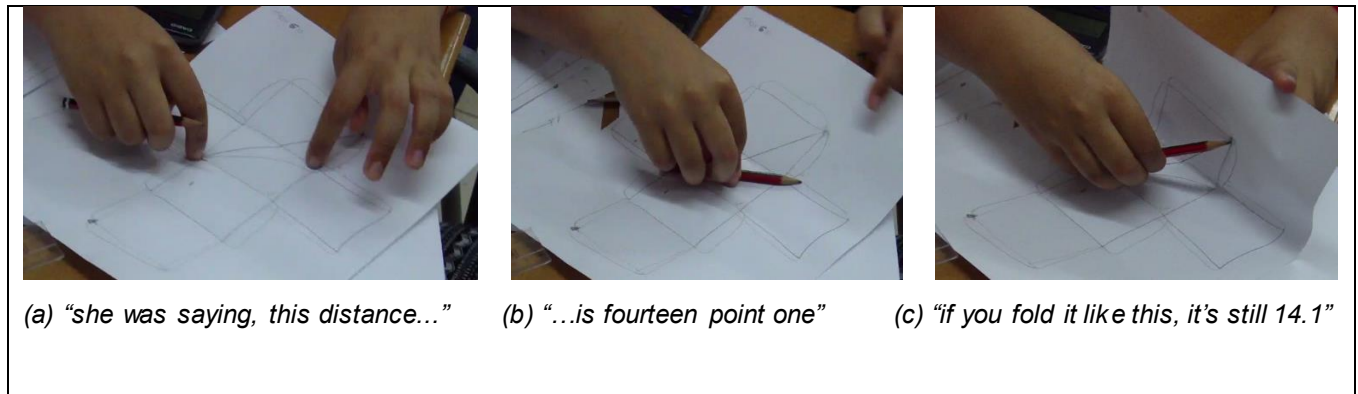 (a) “she was saying, this distance…” (b) “…is fourteen point one” (c) “if you fold it like this, it’s still 14.1”